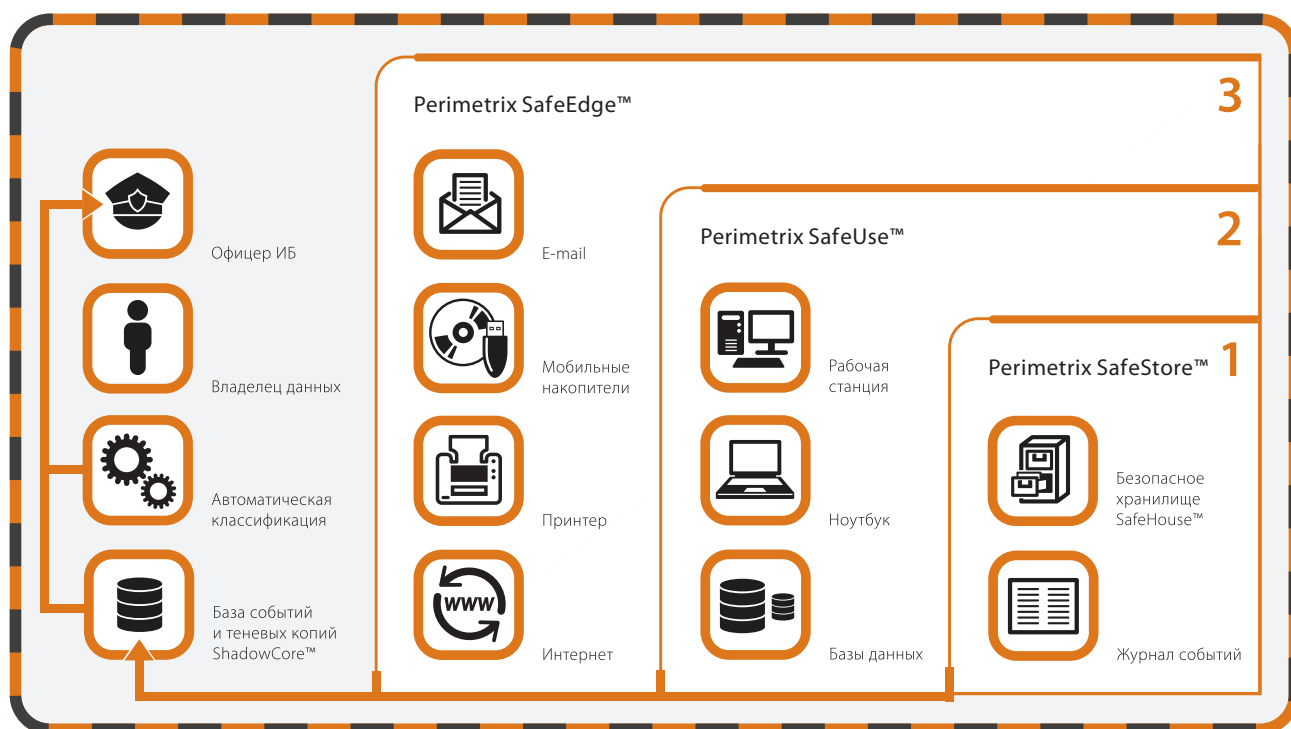 3
Perimetrix SafeEdge™
2
Perimetrix SafeUse™
1
Perimetrix SafeStore™
Офицер ИБ
Владелец данных
Автоматическая
классификация
База событий
и теневых копий
ShadowCore™
E-mail
Мобильные
накопители
Принтер
www
Интернет
Рабочая
станция
Ноутбук
Базы данных
Безопасное
хранилище
SafeHouse™
Журнал событий